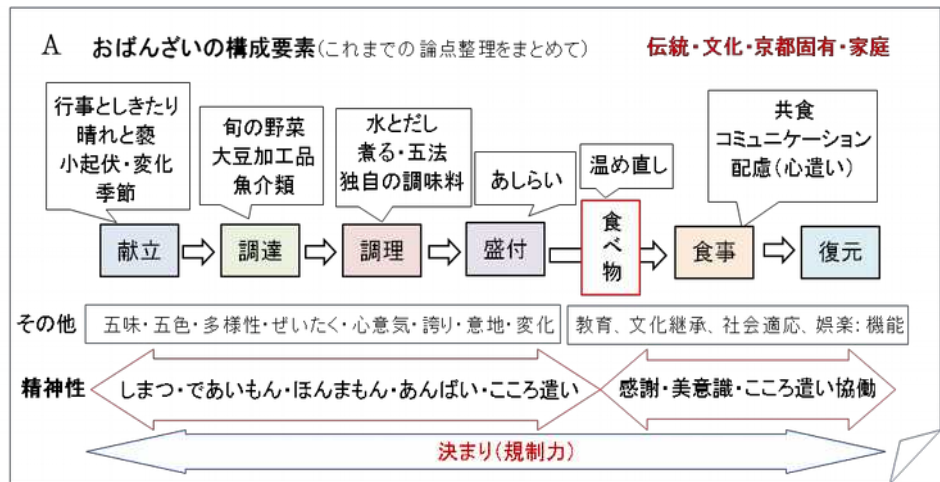 A おばんざいの構成要素(これまでの論点整理をまとめて) 伝統・文化・京都固有・家庭
行事としきたり
晴れと褻
小起伏・変化
季節
旬の野菜
大豆加工品
魚介類
水とだし
煮る・五法
独自の調味料
あしらい
温め直し
共食
コミュニケーション
配慮(心遣い)
献立
調達
調理
盛付
食べ物
食事
復元
その他 五味・五色・多様性・ぜいたく・心意気・誇り・意地・変化 教育、文化継承、社会適応、娯楽:機能
精神性 しまつ・であいもん・ほんまもん・あんばい・こころ遣い 感謝・美意識・こころ遣い協働
決まり(規制力)